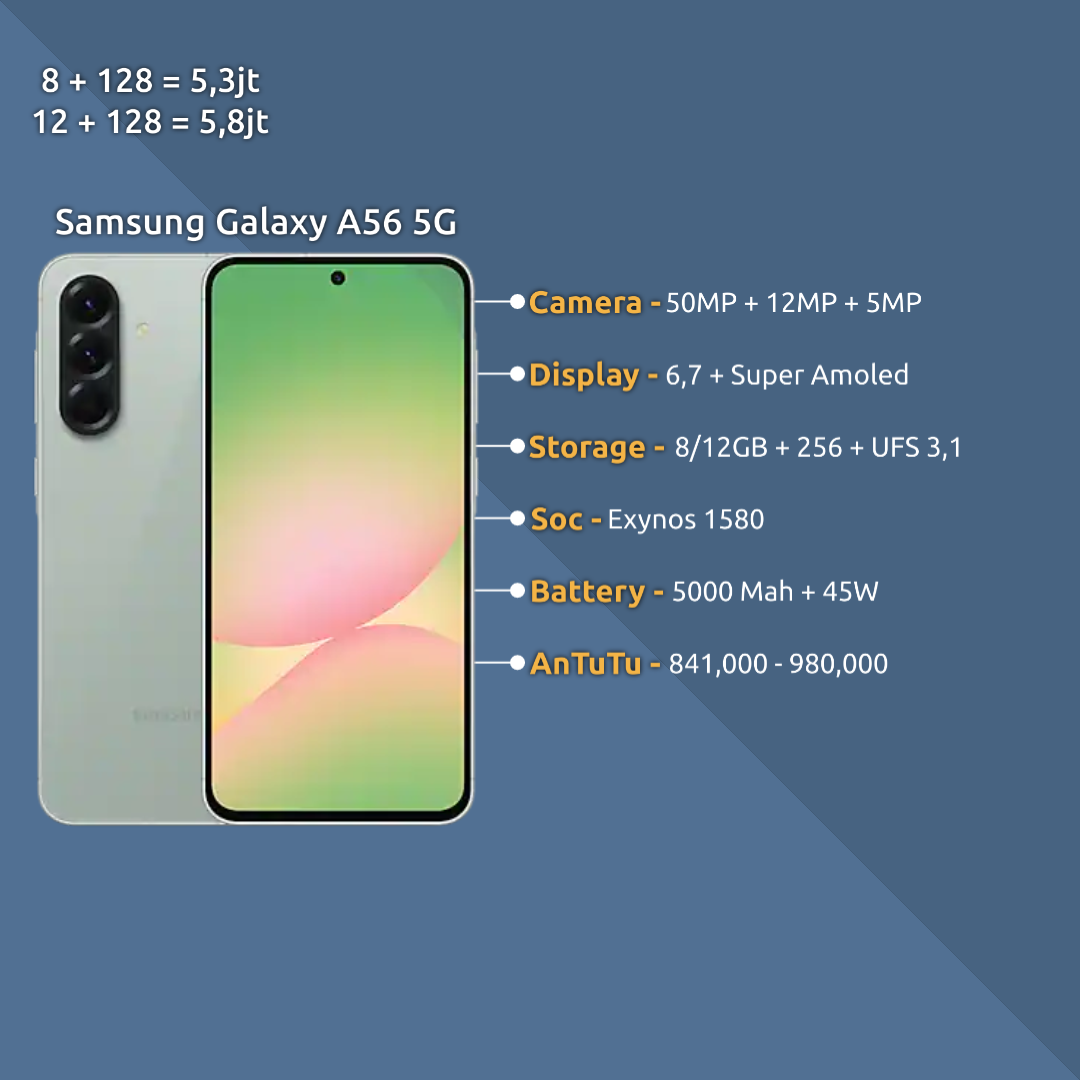 8 + 128 = 5,3jt
12 + 128 = 5,8jt
Samsung Galaxy A56 5G
Camera - 50MP + 12MP + 5MP
Display - 6,7 + Super Amoled
Storage - 8/12GB + 256 + UFS 3,1
Soc - Exynos 1580
Battery - 5000 Mah + 45W
AnTuTu - 841,000 - 980,000
SAMSUNG